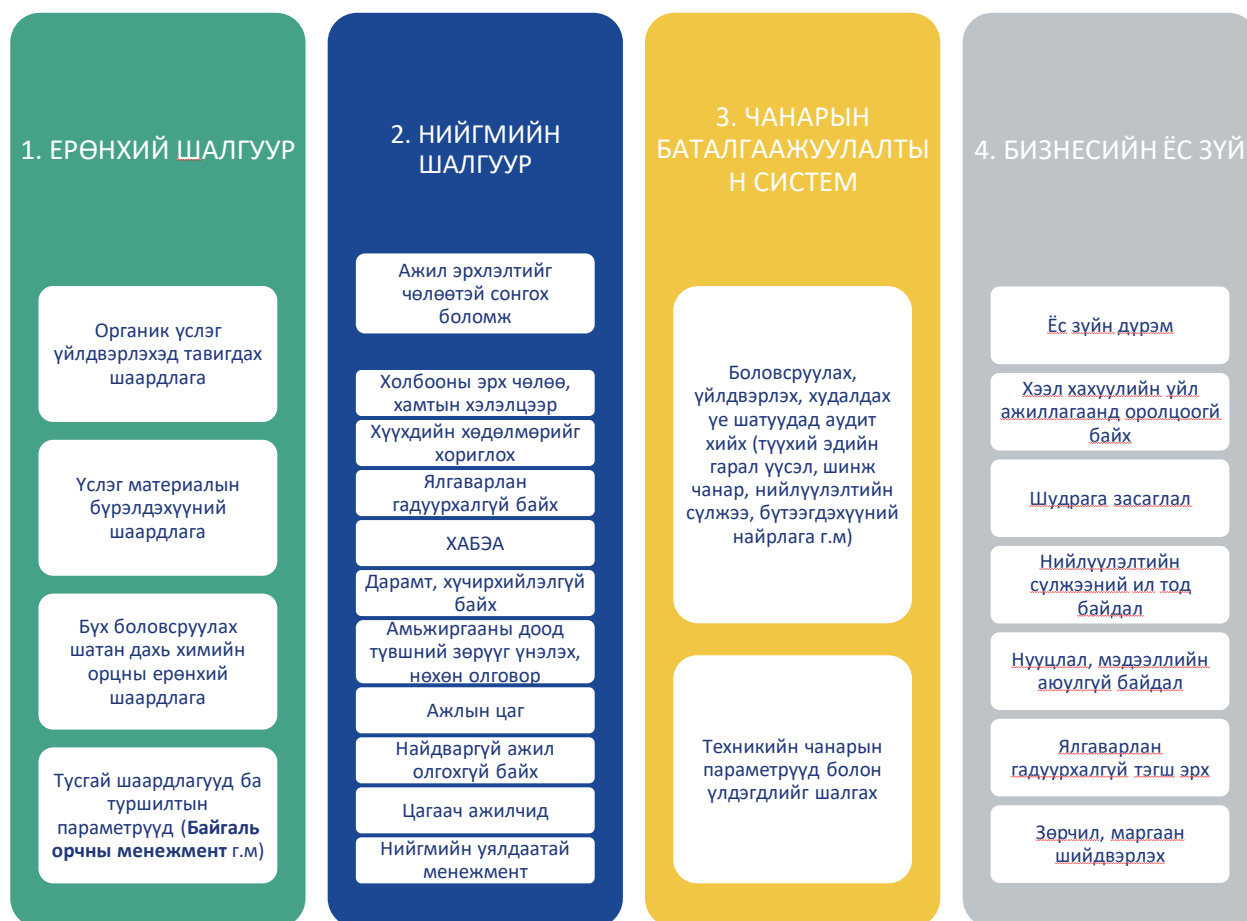 1. ЕРӨНХИЙ ШАЛГУУР
Органик үслэг
үйлдвэрлэхэд тавигдах
шаардлага
Үслэг материалын
бүрэлдэхүүний
шаардлага
Бүх боловсруулах
шатан дахь химийн
орцны ерөнхий
шаардлага
Тусгай шаардлагууд ба
туршилтын
параметрүүд (Байгаль
орчны менежмент г.м)
2. НИЙГМИЙН
ШАЛГУУР
Ажил эрхлэлтийг
чөлөөтэй сонгох
боломж
Холбооны эрх чөлөө,
хамтын хэлэлцээр
Хүүхдийн хөдөлмөрийг
хориглох
Ялгаварлан
гадуурхалгүй байх
ХАБЭА
Дарамт, хүчирхийлэлгүй
байх
Амьжиргааны доод
түвшний зөрүүг үнэлэх,
нөхөн олговор
Ажлын цаг
Найдваргүй ажил
олгохгүй байх
Цагаач ажилчид
Нийгмийн уялдаатай
менежмент
3. ЧАНАРЫН
БАТАЛГААЖУУЛАЛТЫ
Н СИСТЕМ
Боловсруулах,
үйлдвэрлэх, худалдах
үе шатуудад аудит
хийх (түүхий эдийн
гарал үүсэл, шинж
чанар, нийлүүлэлтийн
сүлжээ, бүтээгдэхүүний
найрлага г.м)
Техникийн чанарын
параметрүүд болон
үлдэгдлийг шалгах
4. БИЗНЕСИЙН ЁС ЗҮЙ
Ёс зүйн дүрэм
Хээл хахуулийн үйл
ажиллагаанд оролцоогй
байх
Шудрага засаглал
Нийлүүлэлтийн
сүлжээний ил тод
байдал
Нууцлал, мэдээллийн
аюулгүй байдал
Ялгаварлан
гадуурхалгүй тэгш эрх
Зөрчил, маргаан
шийдвэрлэх